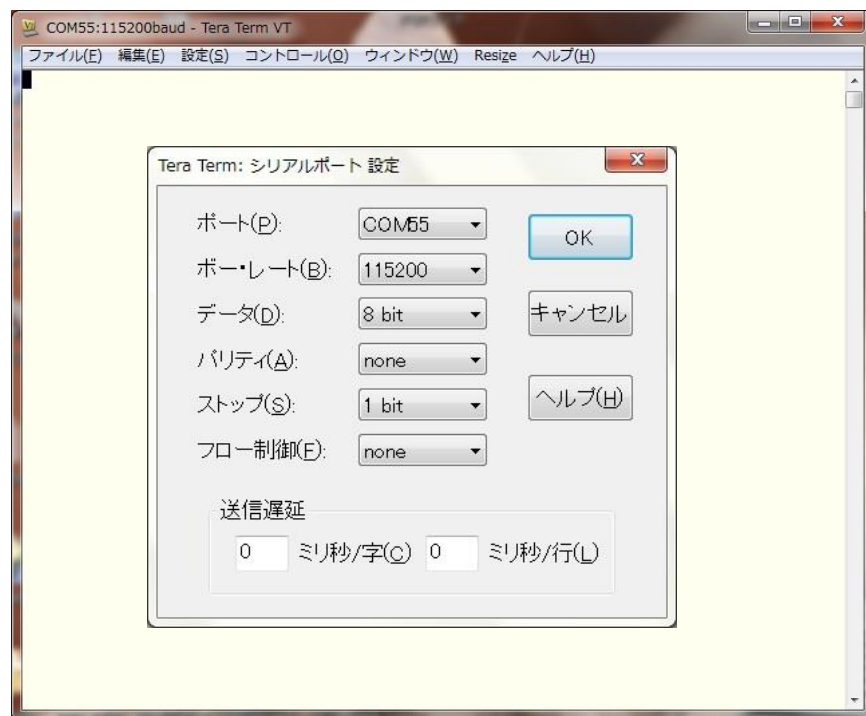 COM55:115200baud - Tera Term VT
ファイル(F) 編集(E) 設定(S) コントロール(O) ウィンドウ(W) Resize ヘルプ(H)
Tera Term: シリアルポート 設定
ポート(P): COM55
OK
ボー・レート(B): 115200
データ(D): 8 bit
キャンセル
パリティ(A): none
ストップ(S): 1 bit
ヘルプ(H)
フロー制御(F): none
送信遅延
0 ミリ秒/字(C) 0 ミリ秒/行(L)